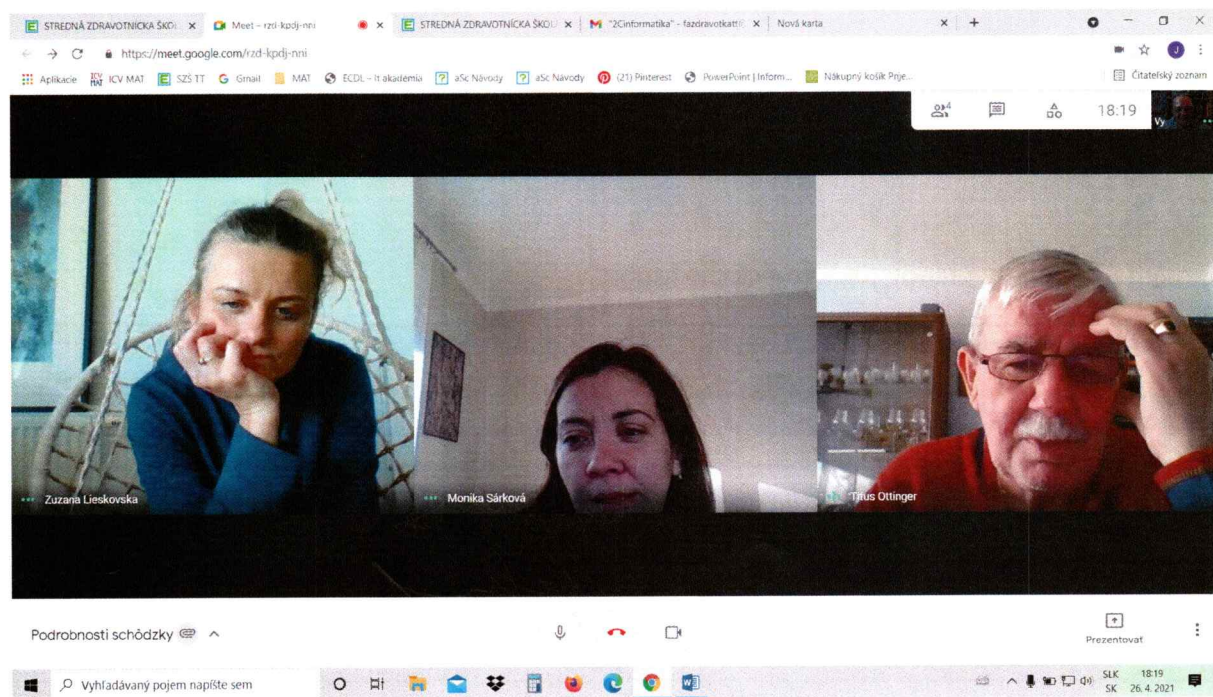 STREDNÁ ZDRAVOTNÍCKA ŠKOL
Meet – rzd-kpdj-nni
STREDNÁ ZDRAVOTNÍCKA ŠKOL
"2Cinformatika" - fazdravotkatt@
Nová karta
https://meet.google.com/rzd-kpdj-nni
J
Aplikácie
ICV MAT
SZŠ TT
Gmail
MAT
ECDL – It akadémia
aSc Návody
aSc Návody
(21) Pinterest
PowerPoint | Inform...
Nákupný košík Prije...
Čitateľský zoznam
4
18:19
Vy
Zuzana Lieskovska
Monika Sárková
Titus Ottinger
Podrobnosti schôdzky
Prezentovať
Vyhľadávaný pojem napíšte sem
SLK
SK
18:19
26. 4. 2021